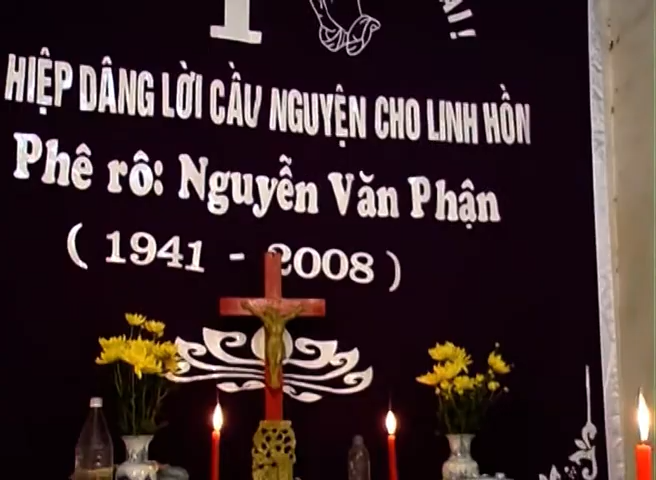 HIỆP DÂNG LỜI CẦU NGUYỆN CHO LINH HỒN
Phê rô: Nguyễn Văn Phận
( 1941 - 2008 )